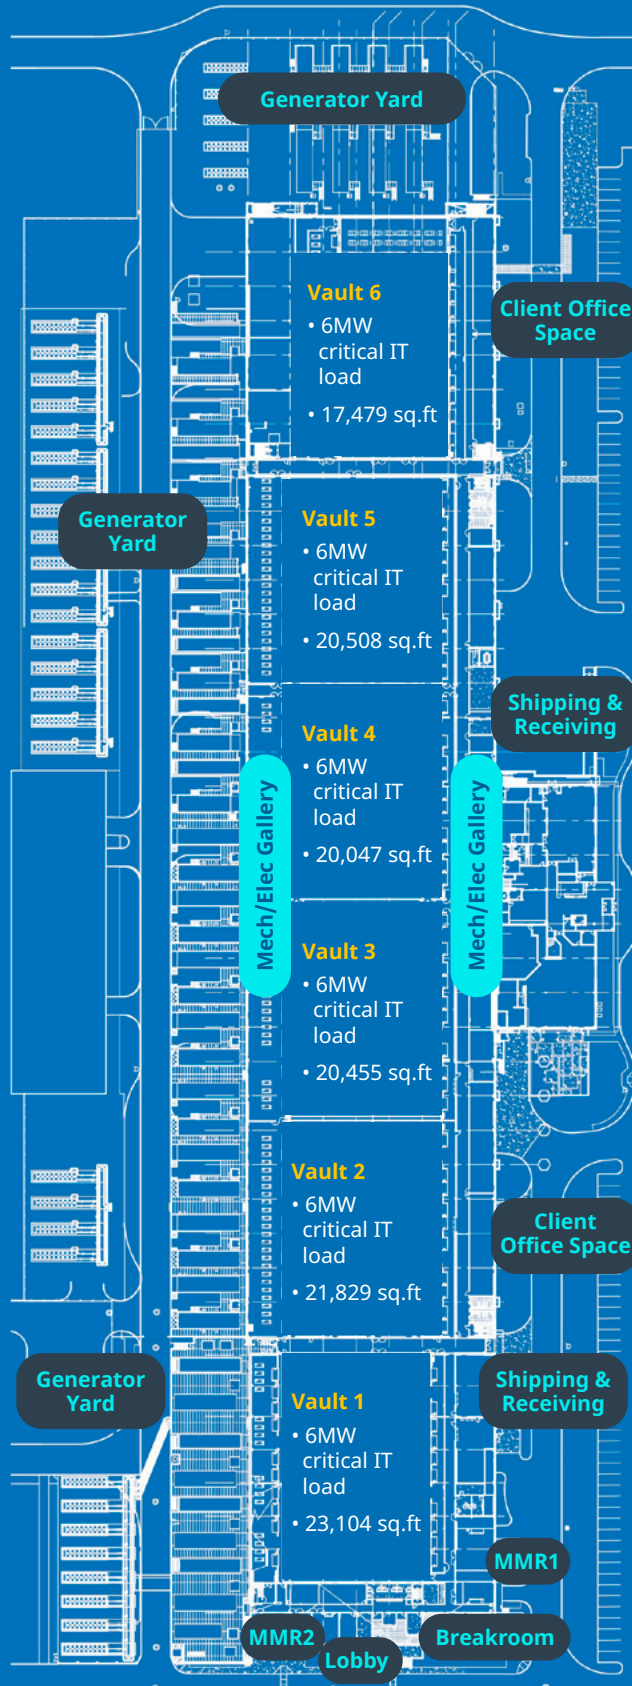 Generator Yard
Vault 6
• 6MW
critical IT
load
• 17,479 sq.ft
Client Office
Space
Generator
Yard
Vault 5
• 6MW
critical IT
load
• 20,508 sq.ft
Shipping &
Receiving
Vault 4
• 6MW
critical IT
load
• 20,047 sq.ft
Mech/Elec Gallery
Mech/Elec Gallery
Vault 3
• 6MW
critical IT
load
• 20,455 sq.ft
Vault 2
• 6MW
critical IT
load
• 21,829 sq.ft
Client
Office Space
Generator
Yard
Vault 1
• 6MW
critical IT
load
• 23,104 sq.ft
Shipping &
Receiving
MMR1
MMR2
Lobby
Breakroom